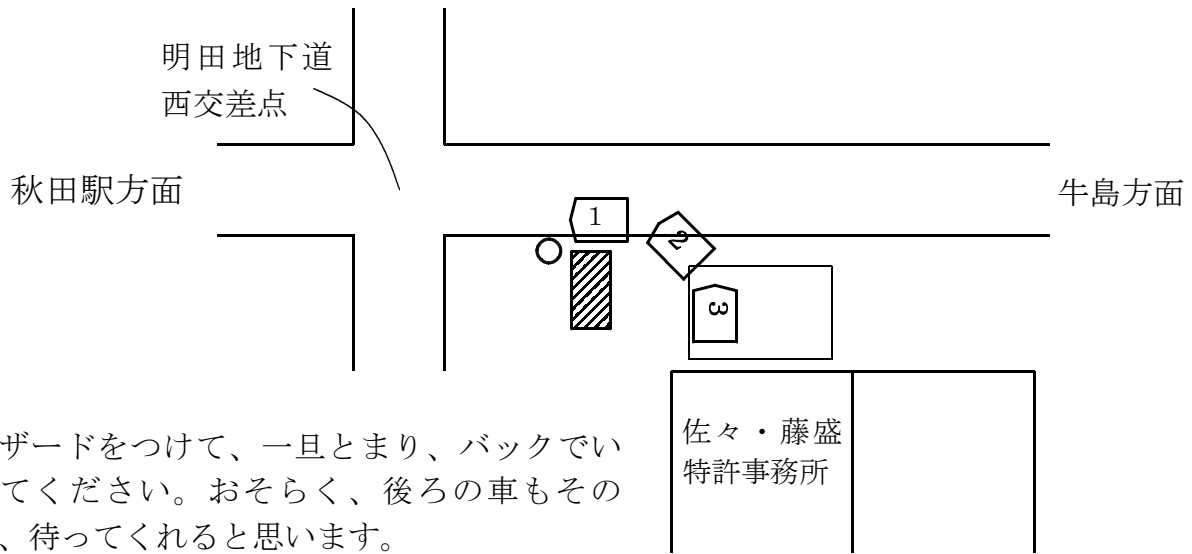 明田地下道
西交差点
秋田駅方面
牛島方面
1
2
3
佐々・藤盛
特許事務所
ザードをつけて、一旦とまり、バックでい
てください。おそらく、後ろの車もその
、待ってくれると思います。